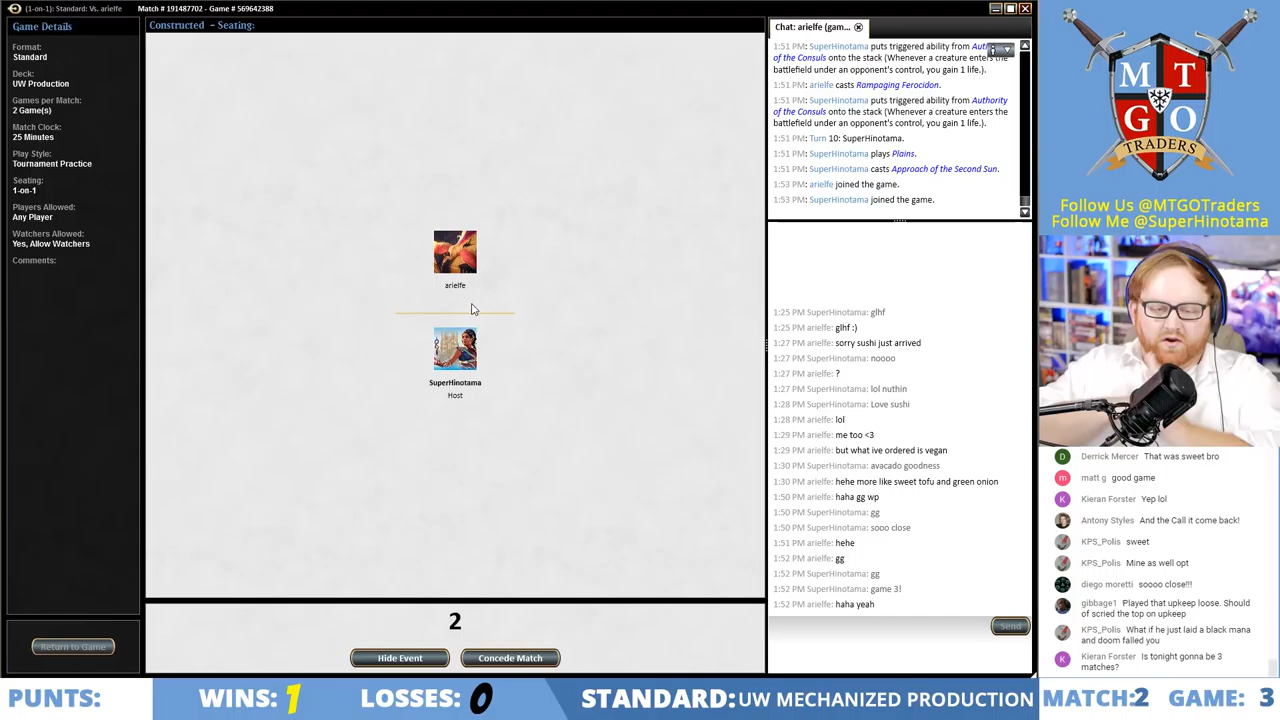 (1-on-1): Standard: Vs. arielfe
Match # 191487702 - Game # 569642388
Game Details
Format:
Standard
Deck:
UW Production
Games per Match:
2 Game(s)
Match Clock:
25 Minutes
Play Style:
Tournament Practice
Seating:
1-on-1
Players Allowed:
Any Player
Watchers Allowed:
Yes, Allow Watchers
Comments:
Return to Game
Constructed - Seating:
arielfe
SuperHinotama
Host
2
Hide Event
Concede Match
Chat: arielfe (gam...
1:51 PM: SuperHinotama puts triggered ability from
of the Consuls onto the stack (Whenever a creature enters the
battlefield under an opponent's control, you gain 1 life.).
1:51 PM: arielfe casts Rampaging Ferocidon.
1:51 PM: SuperHinotama puts triggered ability from Authority
of the Consuls onto the stack (Whenever a creature enters the
battlefield under an opponent's control, you gain 1 life.).
1:51 PM: Turn 10: SuperHinotama.
1:51 PM: SuperHinotama plays Plains.
1:51 PM: SuperHinotama casts Approach of the Second Sun.
1:53 PM: arielfe joined the game.
1:53 PM: SuperHinotama joined the game.
1:25 PM SuperHinotama: glhf
1:25 PM arielfe: glhf :)
1:27 PM arielfe: sorry sushi just arrived
1:27 PM SuperHinotama: noooo
1:27 PM arielfe: ?
1:27 PM SuperHinotama: lol nuthin
1:28 PM SuperHinotama: Love sushi
1:28 PM arielfe: lol
1:29 PM arielfe: me too <3
1:29 PM arielfe: but what ive ordered is vegan
1:30 PM SuperHinotama: avacado goodness
1:30 PM arielfe: hehe more like sweet tofu and green onion
1:50 PM arielfe: haha gg wp
1:50 PM SuperHinotama: gg
1:50 PM SuperHinotama: sooo close
1:51 PM arielfe: hehe
1:52 PM arielfe: gg
1:52 PM SuperHinotama: gg
1:52 PM SuperHinotama: game 3!
1:52 PM arielfe: haha yeah
Send
M T
G O
TRADERS
Follow Us @MTGOTraders
Follow Me @SuperHinotama
D Derrick Mercer That was sweet bro
m matt g good game
K Kieran Forster Yep lol
Antony Styles And the Call it come back!
KPS_Polis sweet
KPS_Polis Mine as well opt
diego moretti soooo close!!!
gibbage1 Played that upkeep loose. Should
of scried the top on upkeep
KPS_Polis What if he just laid a black mana
and doom falled you
K Kieran Forster Is tonight gonna be 3
matches?
PUNTS:
WINS: 1
LOSSES: 0
STANDARD: UW MECHANIZED PRODUCTION
MATCH: 2 GAME: 3